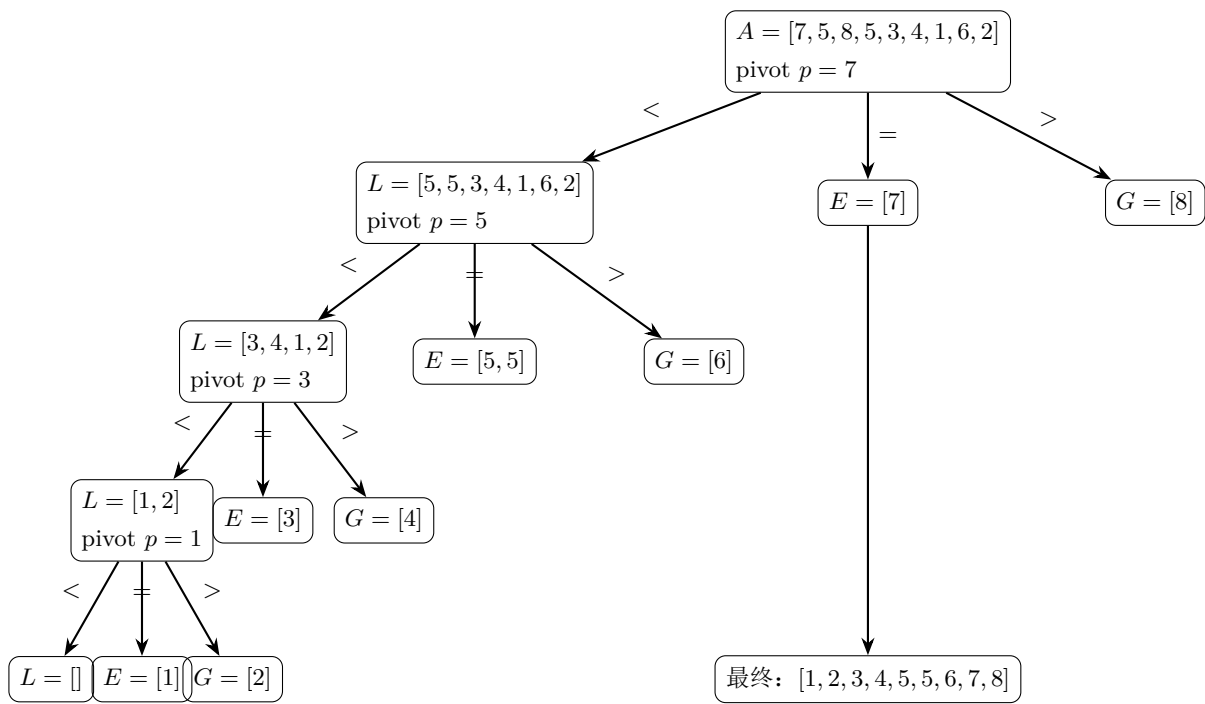 A = [7, 5, 8, 5, 3, 4, 1, 6, 2]
pivot p = 7
<
=
>
L = [5, 5, 3, 4, 1, 6, 2]
pivot p = 5
E = [7]
G = [8]
<
=
>
L = [3, 4, 1, 2]
pivot p = 3
E = [5, 5]
G = [6]
<
=
>
L = [1, 2]
pivot p = 1
E = [3]
G = [4]
<
=
>
L = []
E = [1]
G = [2]
最终：[1, 2, 3, 4, 5, 5, 6, 7, 8]